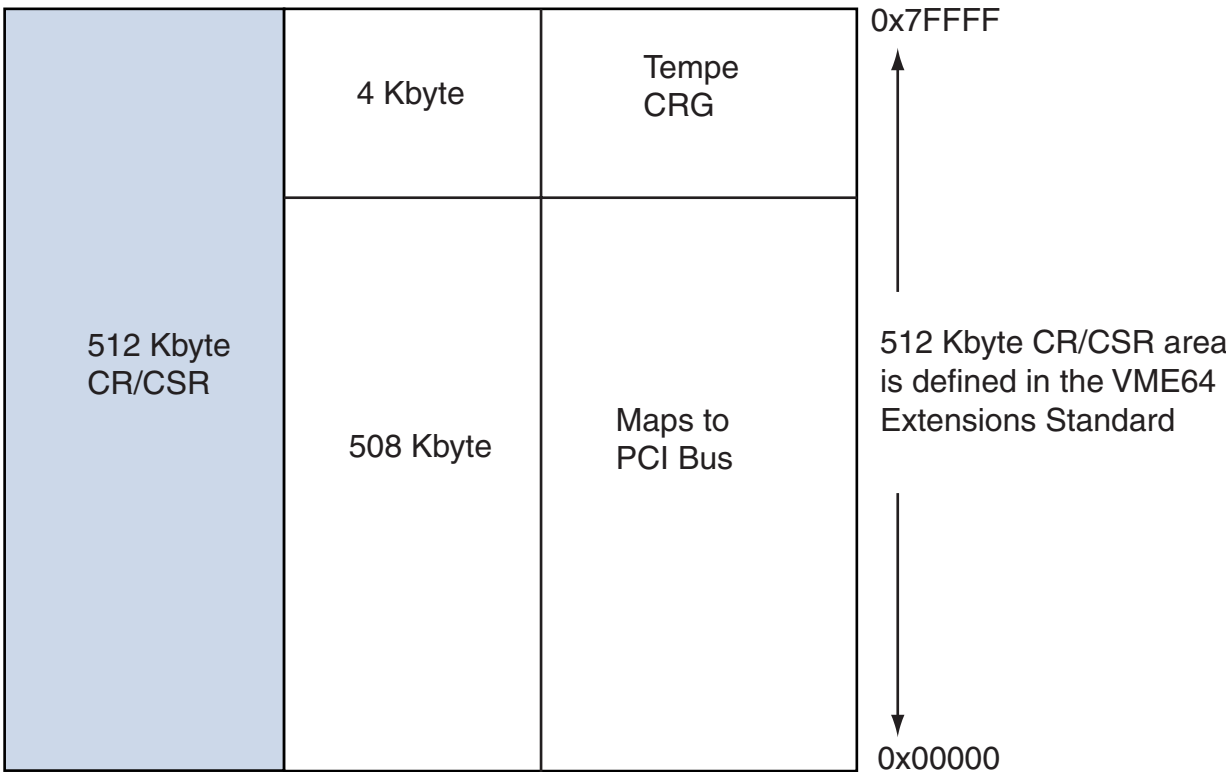 0x7FFFF
4 Kbyte
Tempe
CRG
512 Kbyte
CR/CSR
508 Kbyte
Maps to
PCI Bus
512 Kbyte CR/CSR area
is defined in the VME64
Extensions Standard
0x00000